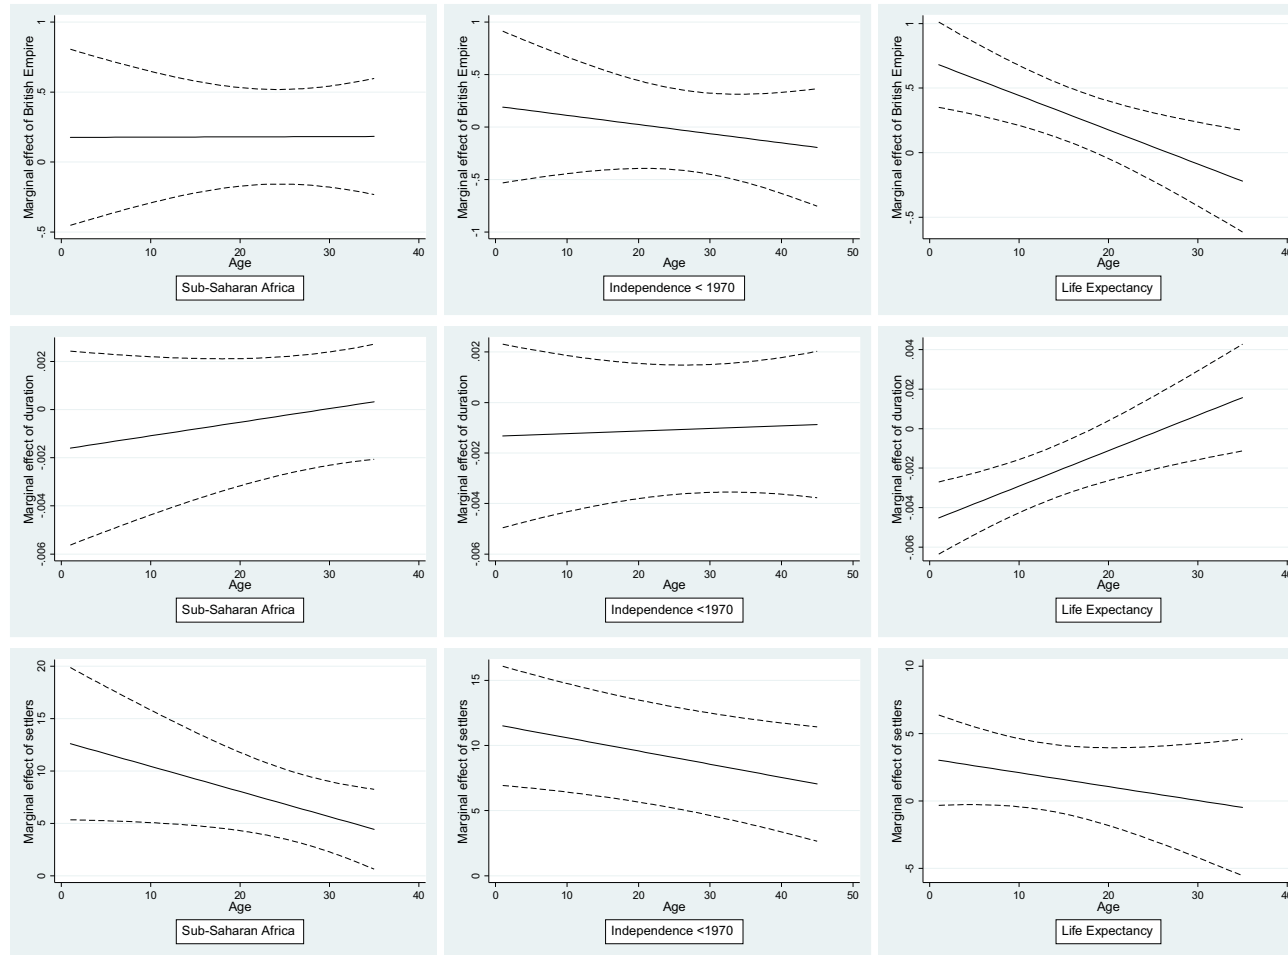 Marginal effect of British Empire
1
.5
0
-.5
0 10 20 30 40
Age
Sub-Saharan Africa
Marginal effect of British Empire
1
.5
0
-.5
-1
0 10 20 30 40 50
Age
Independence < 1970
Marginal effect of British Empire
1
.5
0
-.5
0 10 20 30 40
Age
Life Expectancy
Marginal effect of duration
.002
0
-.002
-.004
-.006
0 10 20 30 40
Age
Sub-Saharan Africa
Marginal effect of duration
.002
0
-.002
-.004
-.006
0 10 20 30 40 50
Age
Independence <1970
Marginal effect of duration
.004
.002
0
-.002
-.004
-.006
0 10 20 30 40
Age
Life Expectancy
Marginal effect of settlers
20
15
10
5
0
0 10 20 30 40
Age
Sub-Saharan Africa
Marginal effect of settlers
15
10
5
0
0 10 20 30 40 50
Age
Independence <1970
Marginal effect of settlers
10
5
0
-5
0 10 20 30 40
Age
Life Expectancy